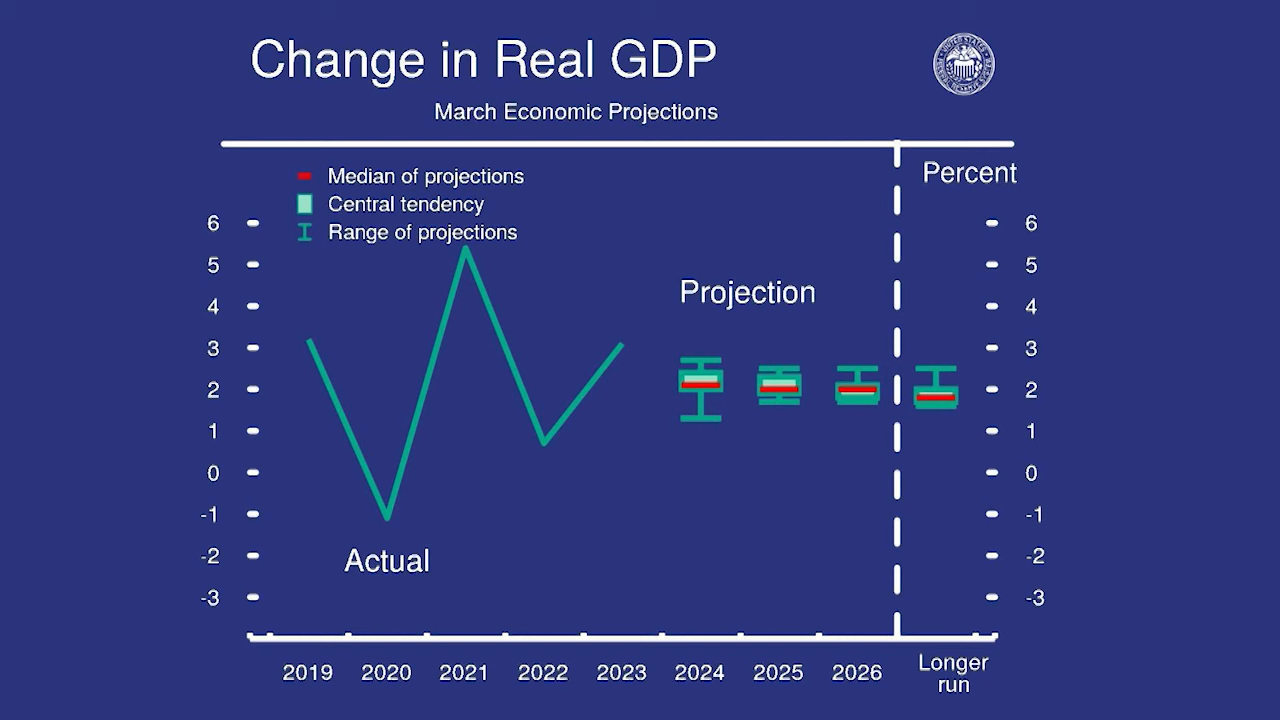 Change in Real GDP
March Economic Projections
Percent
Median of projections
Central tendency
Range of projections
6 6
5 5
Projection
4 4
3 3
2 2
1 1
0 0
-1 -1
Actual
-2 -2
-3 -3
2019 2020 2021 2022 2023 2024 2025 2026 Longer
run